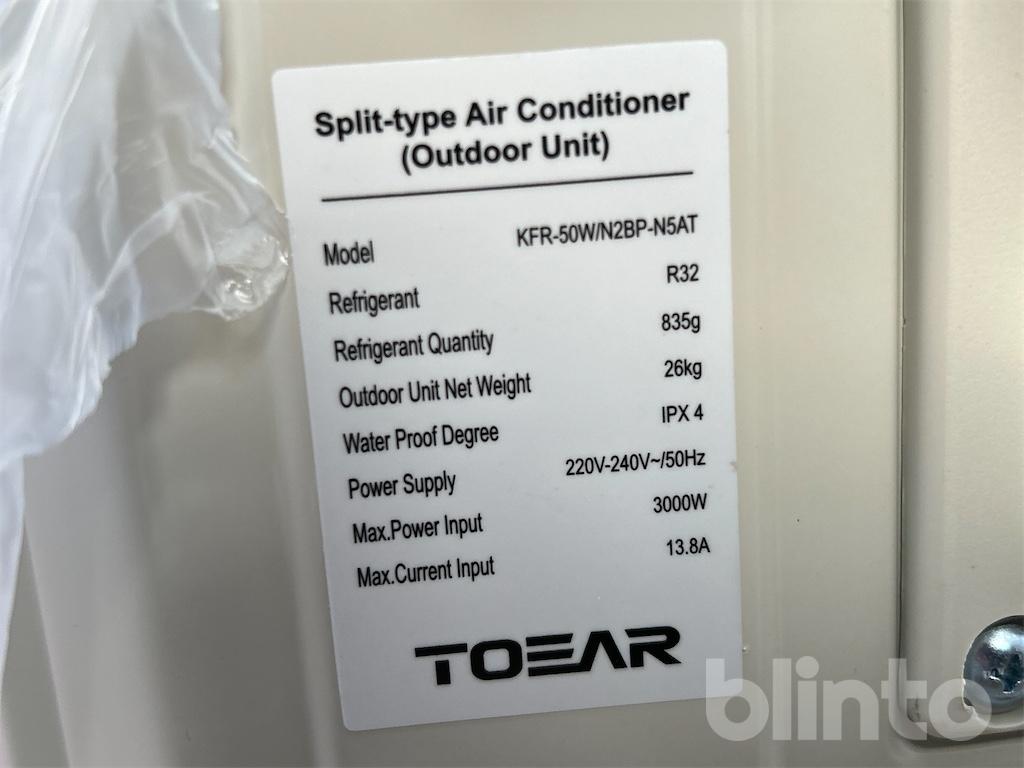 Split-type Air Conditioner
(Outdoor Unit)
Model KFR-50W/N2BP-N5AT
Refrigerant R32
Refrigerant Quantity 835g
Outdoor Unit Net Weight 26kg
Water Proof Degree IPX 4
Power Supply 220V-240V~/50Hz
Max.Power Input 3000W
Max.Current Input 13.8A
TOEAR
blinto